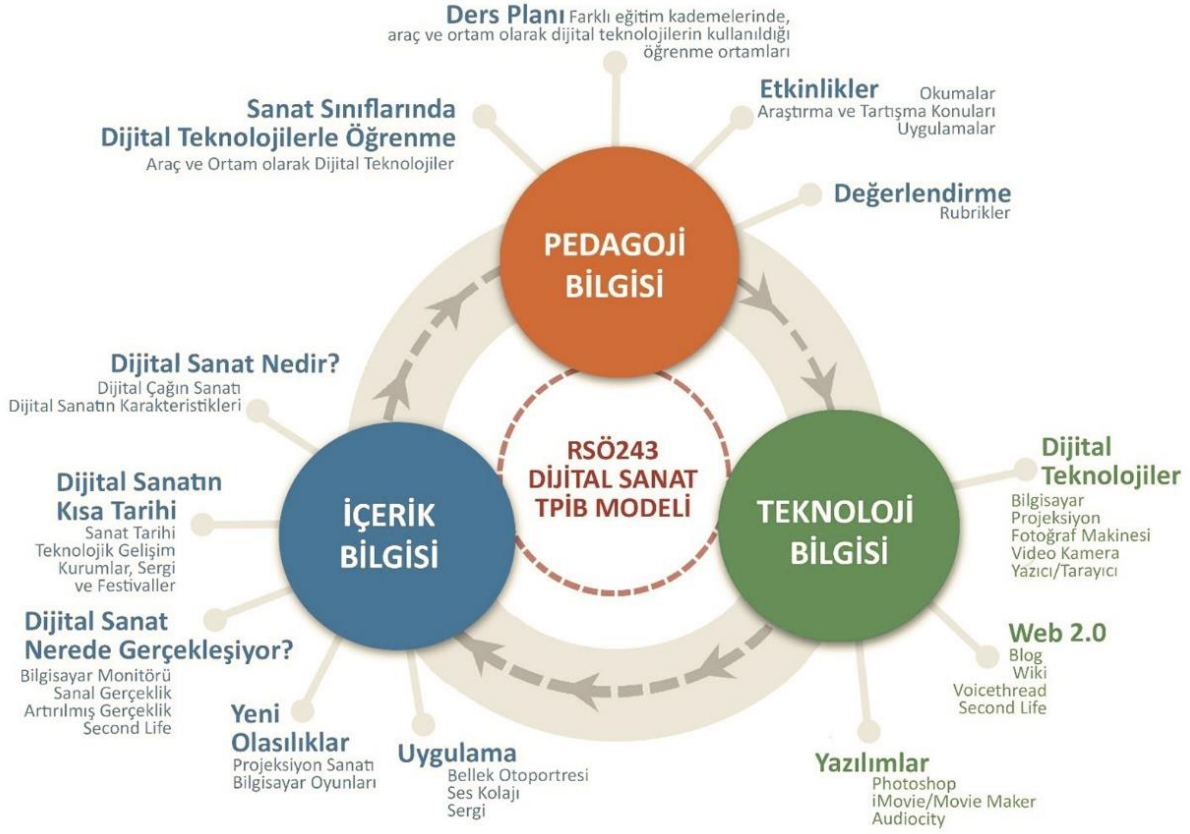 Ders Planı Farklı eğitim kademelerinde,
araç ve ortam olarak dijital teknolojilerin kullanıldığı
öğrenme ortamları
Etkinlikler Okumalar
Araştırma ve Tartışma Konuları
Uygulamalar
Sanat Sınıflarında
Dijital Teknolojilerle Öğrenme
Araç ve Ortam olarak Dijital Teknolojiler
Değerlendirme
Rubrikler
PEDAGOJİ
BİLGİSİ
Dijital Sanat Nedir?
Dijital Çağın Sanatı
Dijital Sanatın Karakteristikleri
RSÖ243
DİJİTAL SANAT
TPİB MODELİ
İÇERİK
BİLGİSİ
TEKNOLOJİ
BİLGİSİ
Dijital
Teknolojiler
Bilgisayar
Projeksiyon
Fotoğraf Makinesi
Video Kamera
Yazıcı/Tarayıcı
Dijital Sanatın
Kısa Tarihi
Sanat Tarihi
Teknolojik Gelişim
Kurumlar, Sergi
ve Festivaller
Dijital Sanat
Nerede Gerçekleşiyor?
Bilgisayar Monitörü
Sanal Gerçeklik
Artırılmış Gerçeklik
Second Life
Web 2.0
Blog
Wiki
Voicethread
Second Life
Yeni
Olasılıklar
Projeksiyon Sanatı
Bilgisayar Oyunları
Uygulama
Bellek Otoportresi
Ses Kolajı
Sergi
Yazılımlar
Photoshop
iMovie/Movie Maker
Audiocity